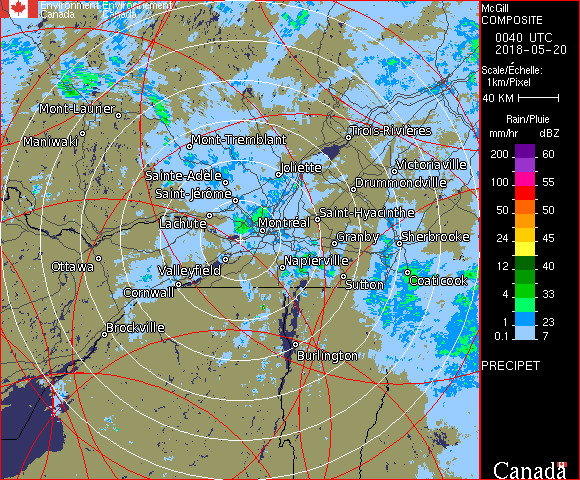 Environment Environnement
Canada Canada
Mont-Laurier
Maniwaki
Mont-Tremblant
Trois-Rivières
Sainte-Adèle
Joliette
Victoriaville
Saint-Jérôme
Drummondville
Lachute
Montréal
Saint-Hyacinthe
Granby
Sherbrooke
Ottawa
Valleyfield
Napierville
Cornwall
Sutton
Coaticook
Brockville
Burlington
McGill
COMPOSITE
0040 UTC
2018-05-20
Scale/Échelle:
1km/Pixel
40 KM
Rain/Pluie
mm/hr dBZ
200 60
100 55
50 50
40 45
24 35
12 40
4 33
1 23
0.1 7
PRECIPET
Canada